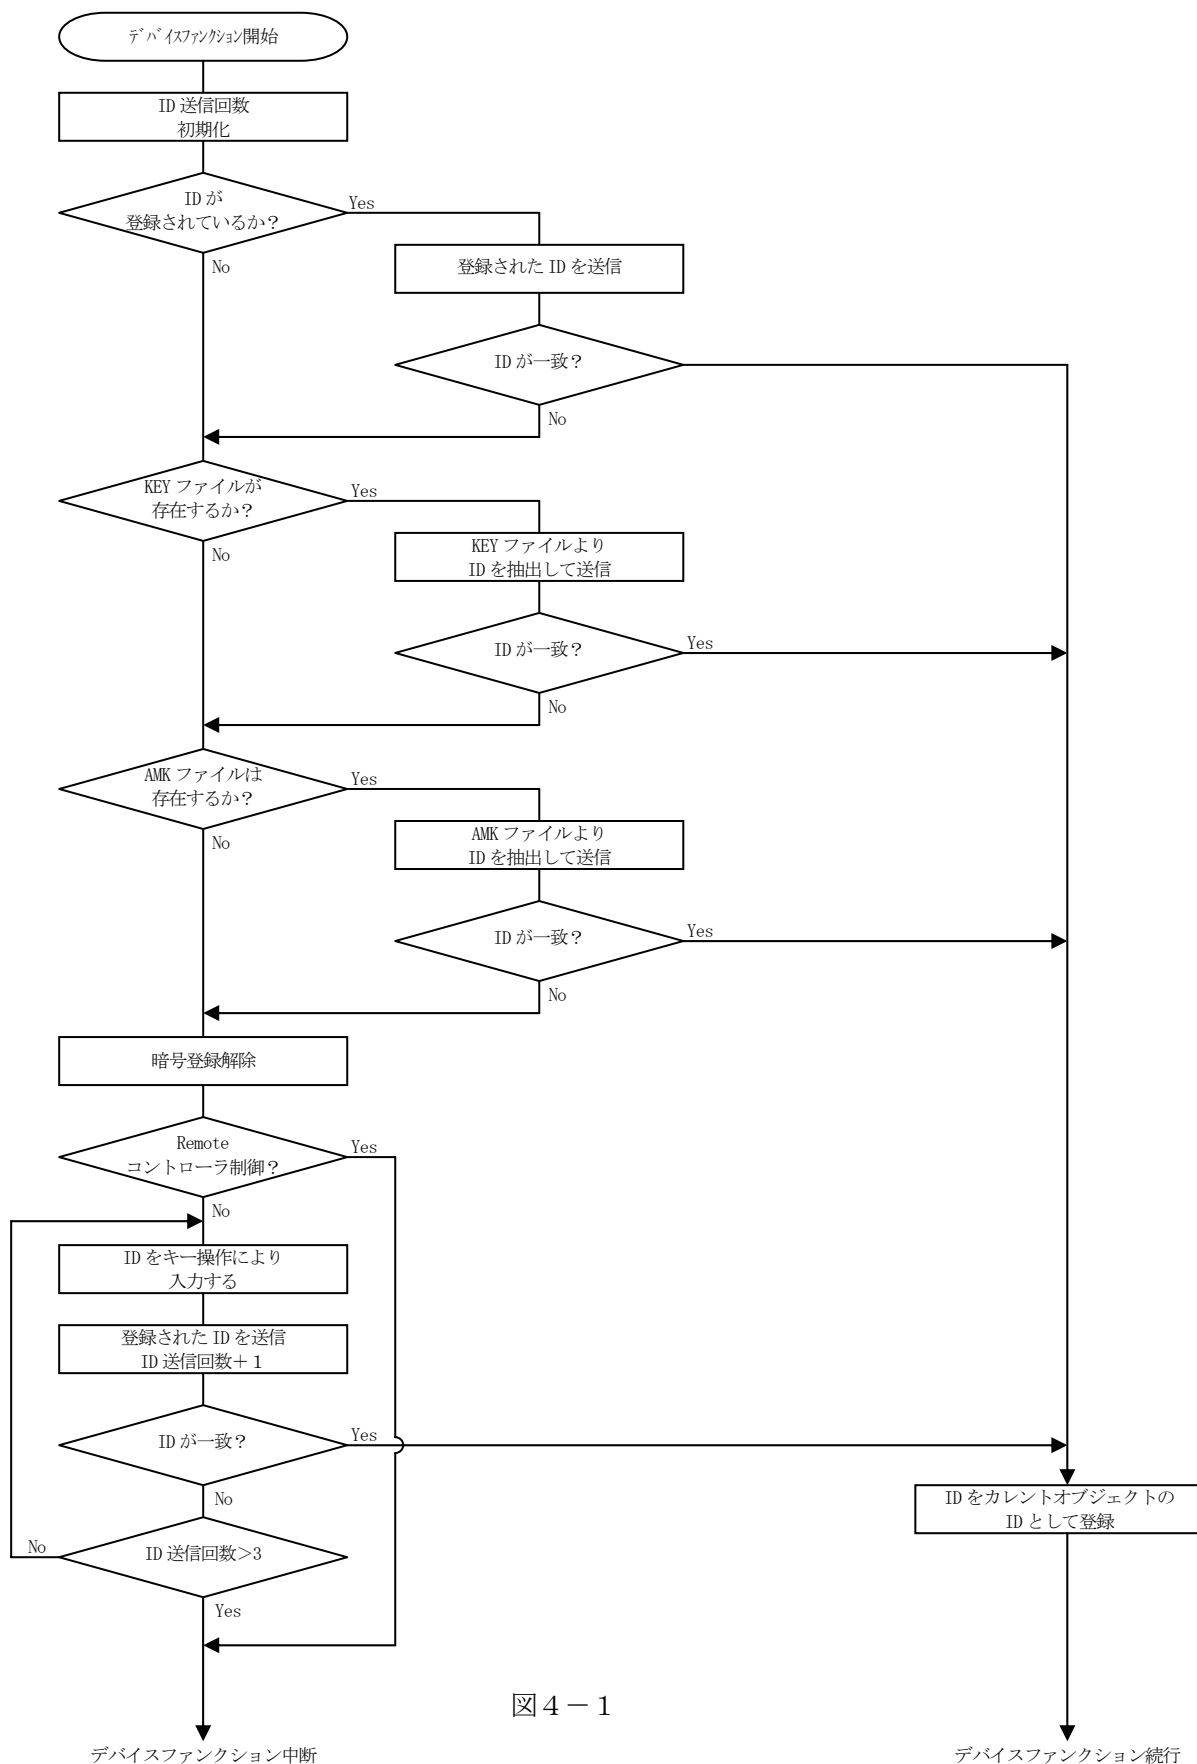 ﾃﾞﾊﾞｲｽﾌｧﾝｸｼｮﾝ開始
ID 送信回数
初期化
ID が
登録されているか？
Yes
No
登録された ID を送信
ID が一致？
No
KEY ファイルが
存在するか？
Yes
No
KEY ファイルより
ID を抽出して送信
ID が一致？
Yes
No
AMK ファイルは
存在するか？
Yes
No
AMK ファイルより
ID を抽出して送信
ID が一致？
Yes
No
暗号登録解除
Remote
コントローラ制御？
Yes
No
ID をキー操作により
入力する
登録された ID を送信
ID 送信回数＋１
ID が一致？
Yes
No
ID をカレントオブジェクトの
ID として登録
ID 送信回数＞3
No
Yes
図４－１
デバイスファンクション中断
デバイスファンクション続行